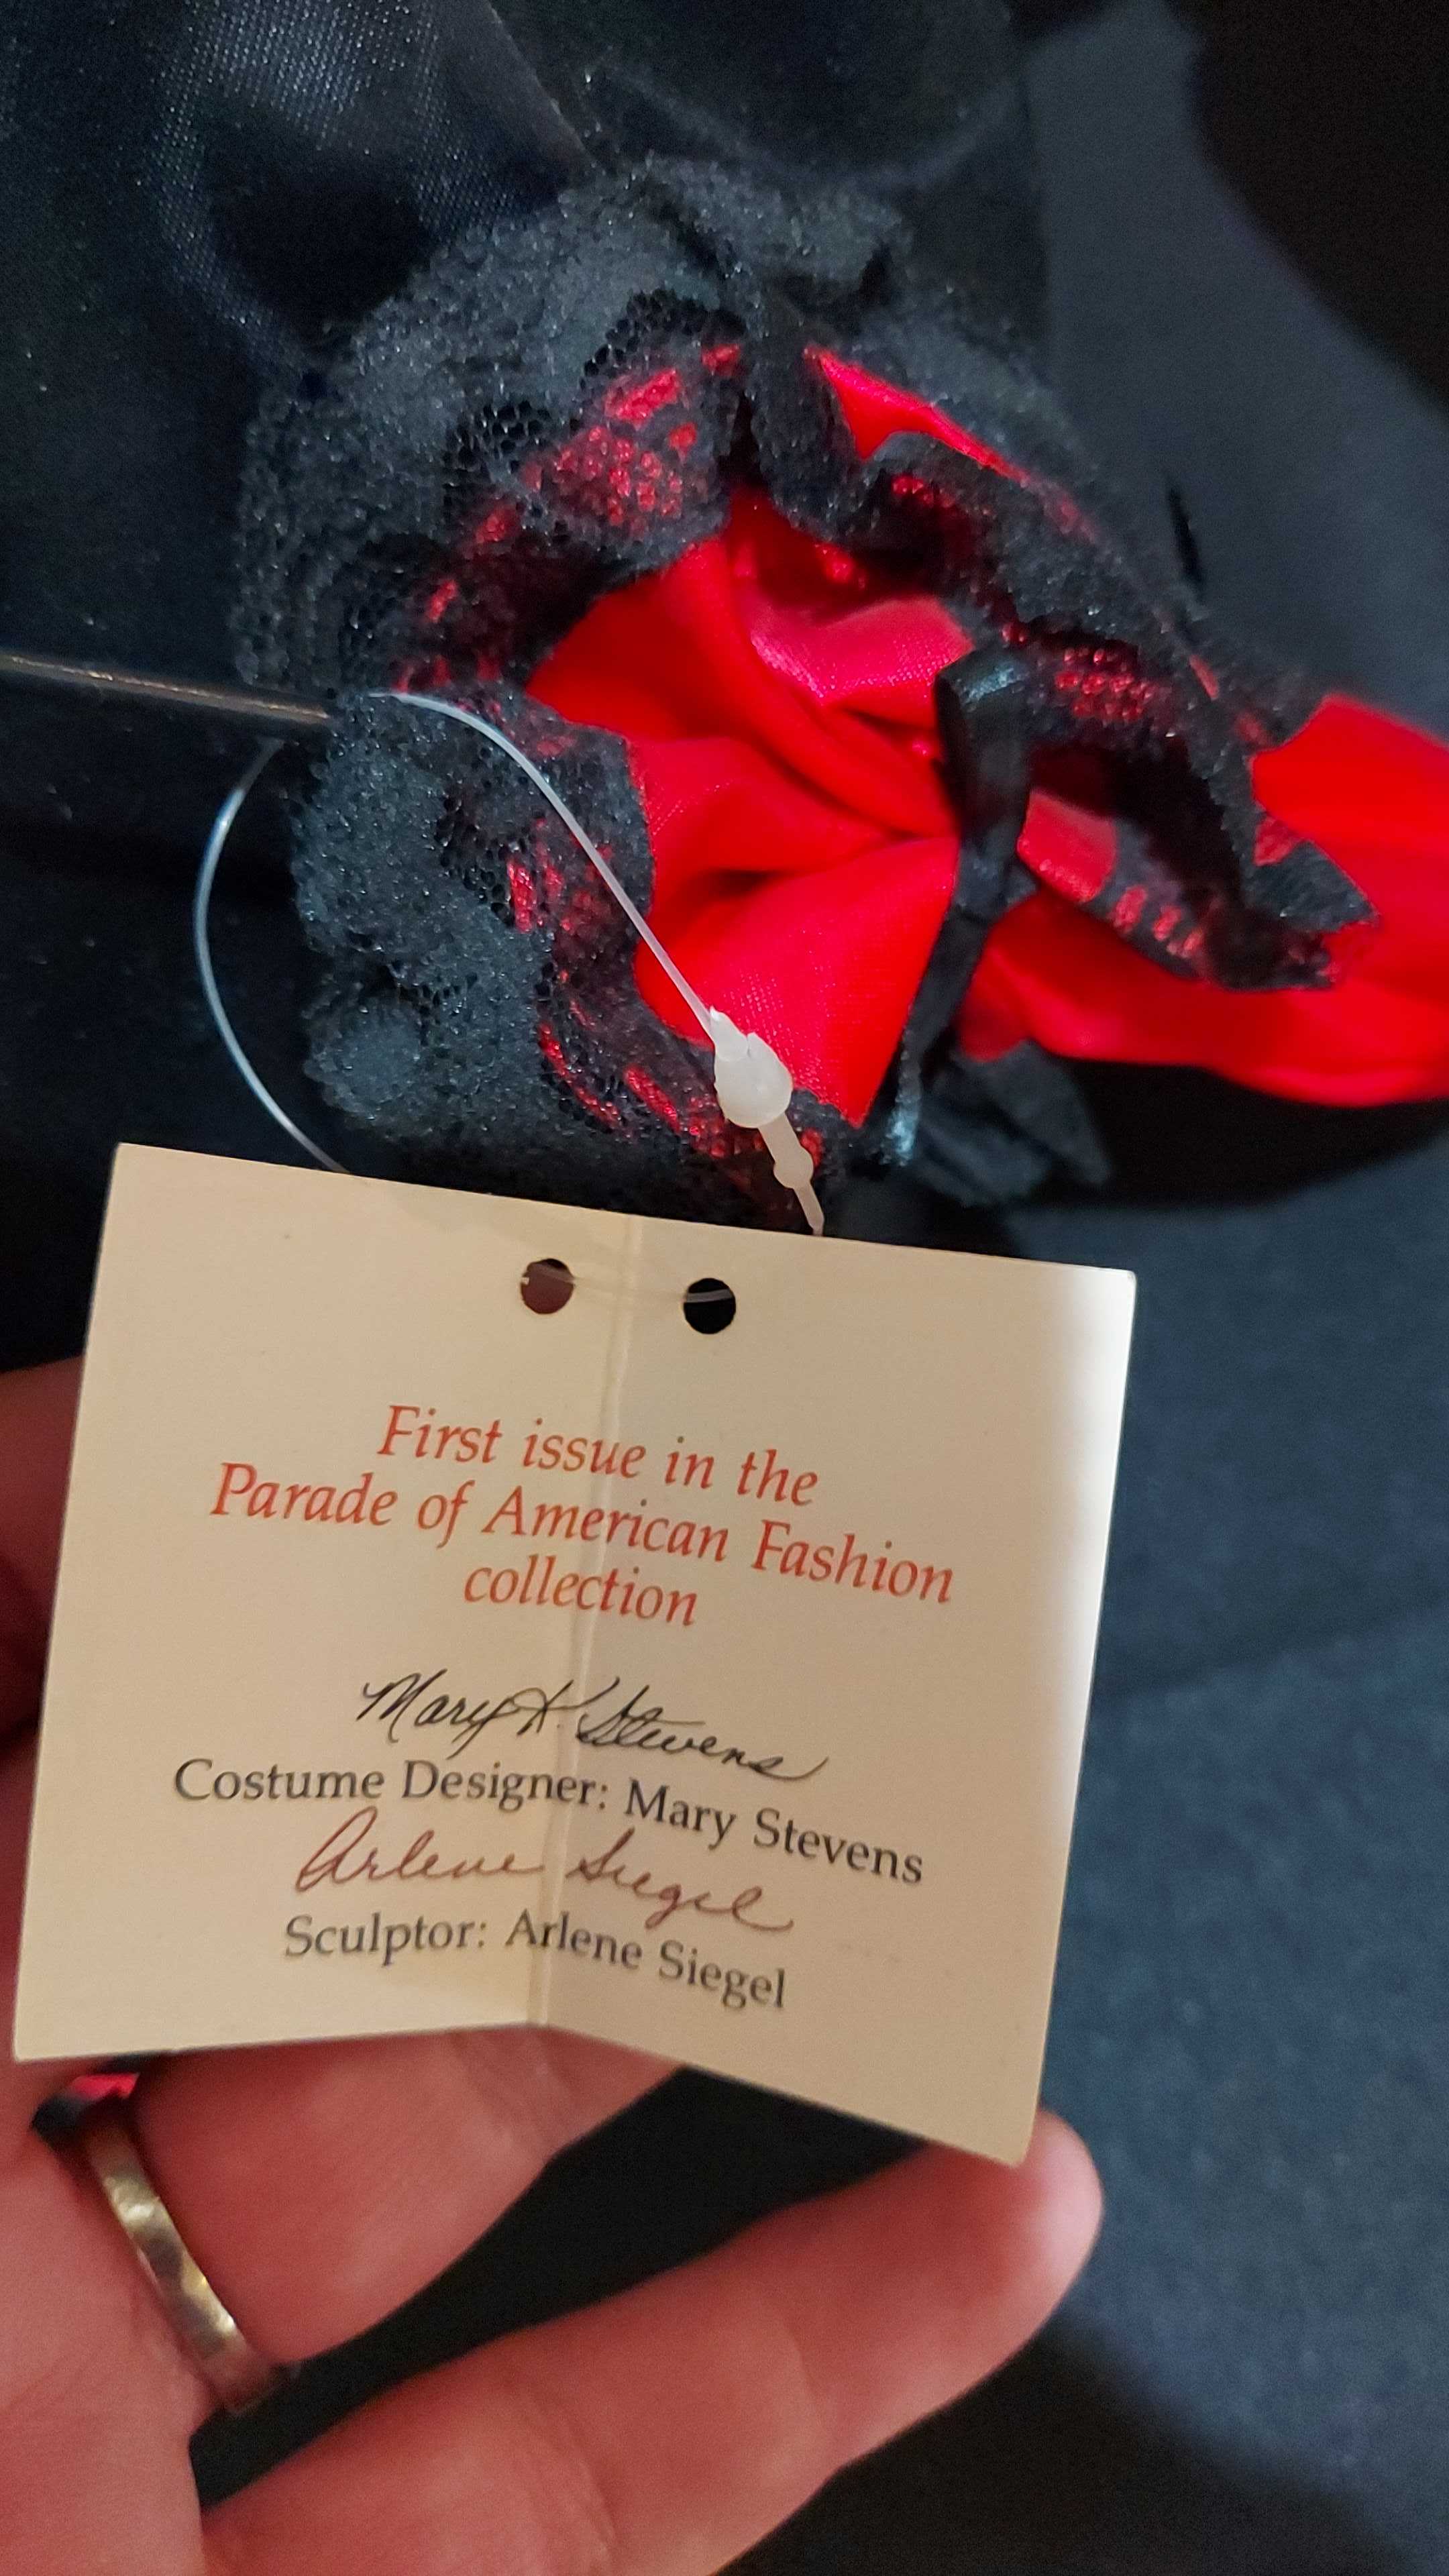 First issue in the
Parade of American Fashion
collection
Mary K. Stevens
Costume Designer: Mary Stevens
Arlene Siegel
Sculptor: Arlene Siegel